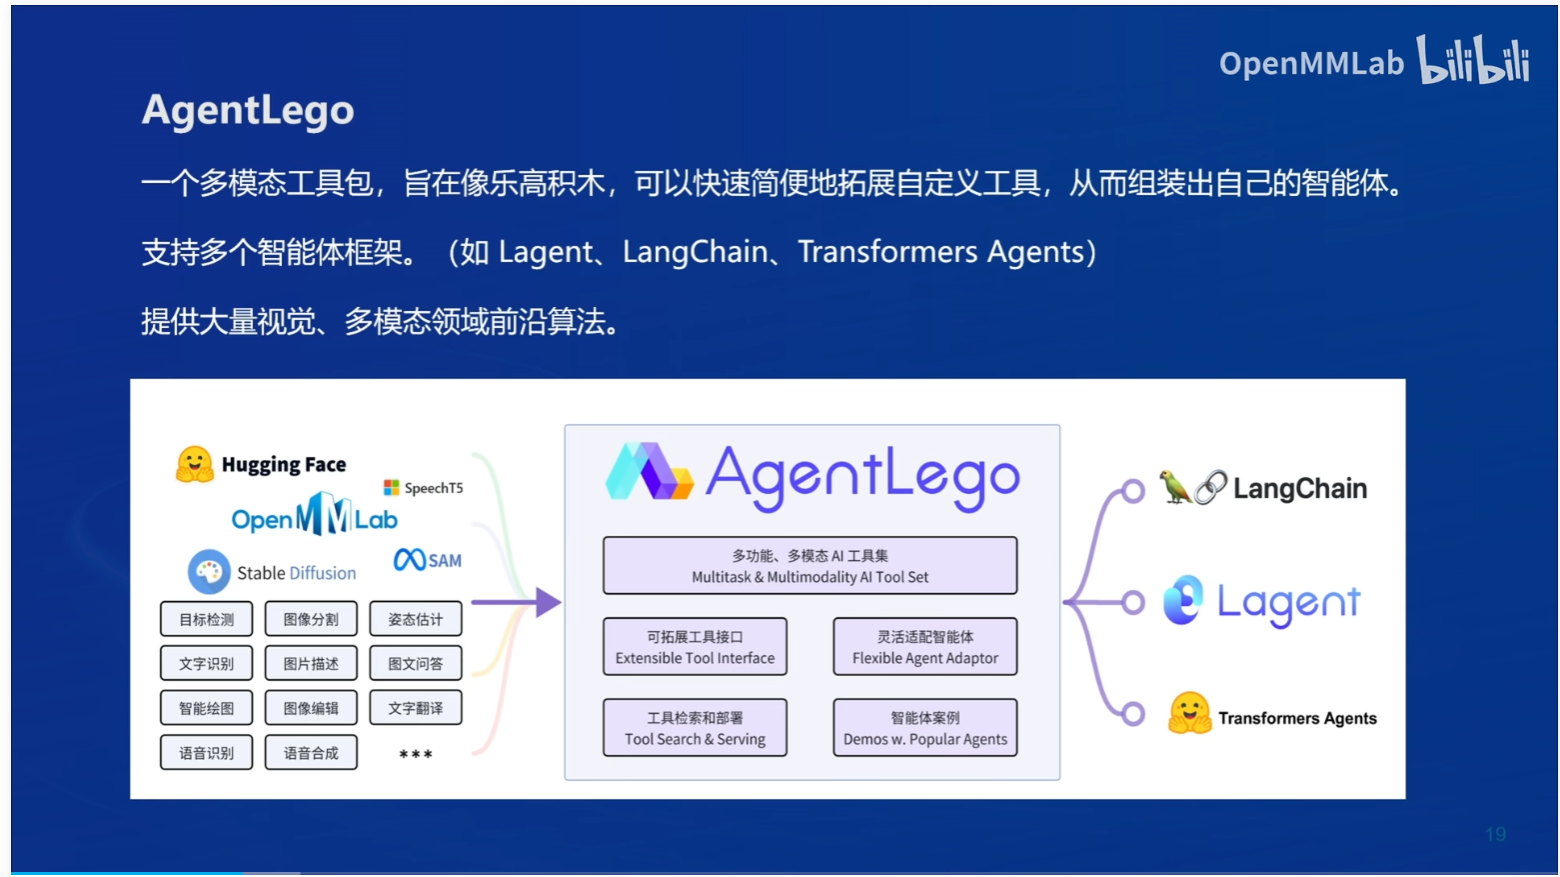 OpenMMLab bilibili
AgentLego
一个多模态工具包，旨在像乐高积木，可以快速简便地拓展自定义工具，从而组装出自己的智能体。
支持多个智能体框架。（如 Lagent、LangChain、Transformers Agents）
提供大量视觉、多模态领域前沿算法。
Hugging Face
SpeechT5
OpenMMLab
Stable Diffusion
SAM
目标检测 图像分割 姿态估计
文字识别 图片描述 图文问答
智能绘图 图像编辑 文字翻译
语音识别 语音合成 ***
AgentLego
多功能、多模态 AI 工具集
Multitask & Multimodality AI Tool Set
可拓展工具接口
Extensible Tool Interface
灵活适配智能体
Flexible Agent Adaptor
工具检索和部署
Tool Search & Serving
智能体案例
Demos w. Popular Agents
LangChain
Lagent
Transformers Agents
19